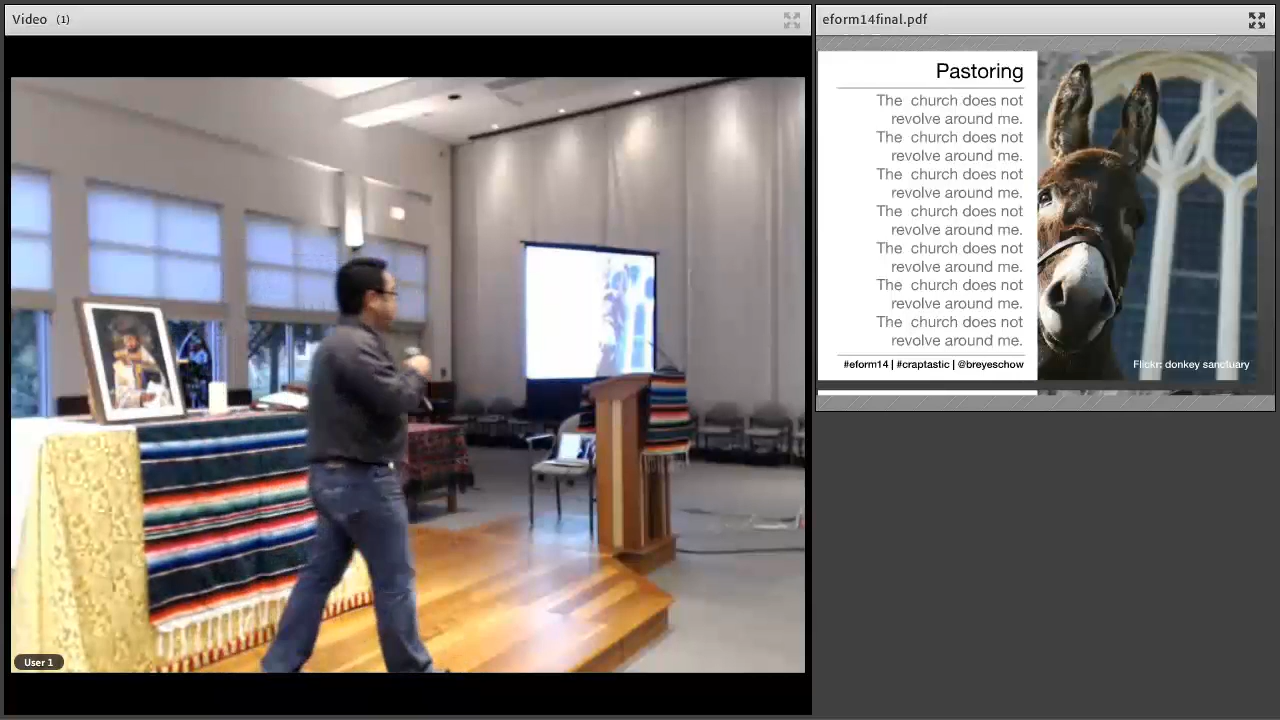 Video (1)
User 1
eform14final.pdf
Pastoring
The church does not
revolve around me.
The church does not
revolve around me.
The church does not
revolve around me.
The church does not
revolve around me.
The church does not
revolve around me.
The church does not
revolve around me.
The church does not
revolve around me.
#eform14 | #craptastic | @breyeschow
Flickr: donkey sanctuary